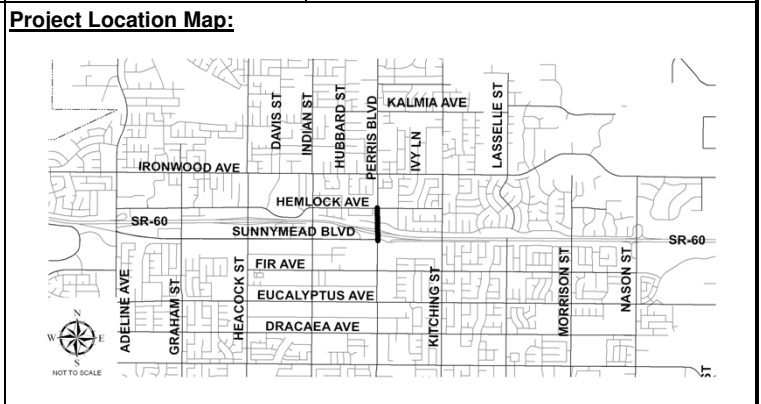 Project Location Map:
KALMIA AVE
DAVIS ST
INDIAN ST
HUBBARD ST
PERRIS BLVD
IVY LN
LASSELLE ST
IRONWOOD AVE
HEMLOCK AVE
SR-60
SUNNYMEAD BLVD
SR-60
FIR AVE
EUCALYPTUS AVE
DRACAEA AVE
ADELINE AVE
GRAHAM ST
HEACOCK ST
KITCHING ST
MORRISON ST
NASON ST
ST
N
W
E
S
NOT TO SCALE